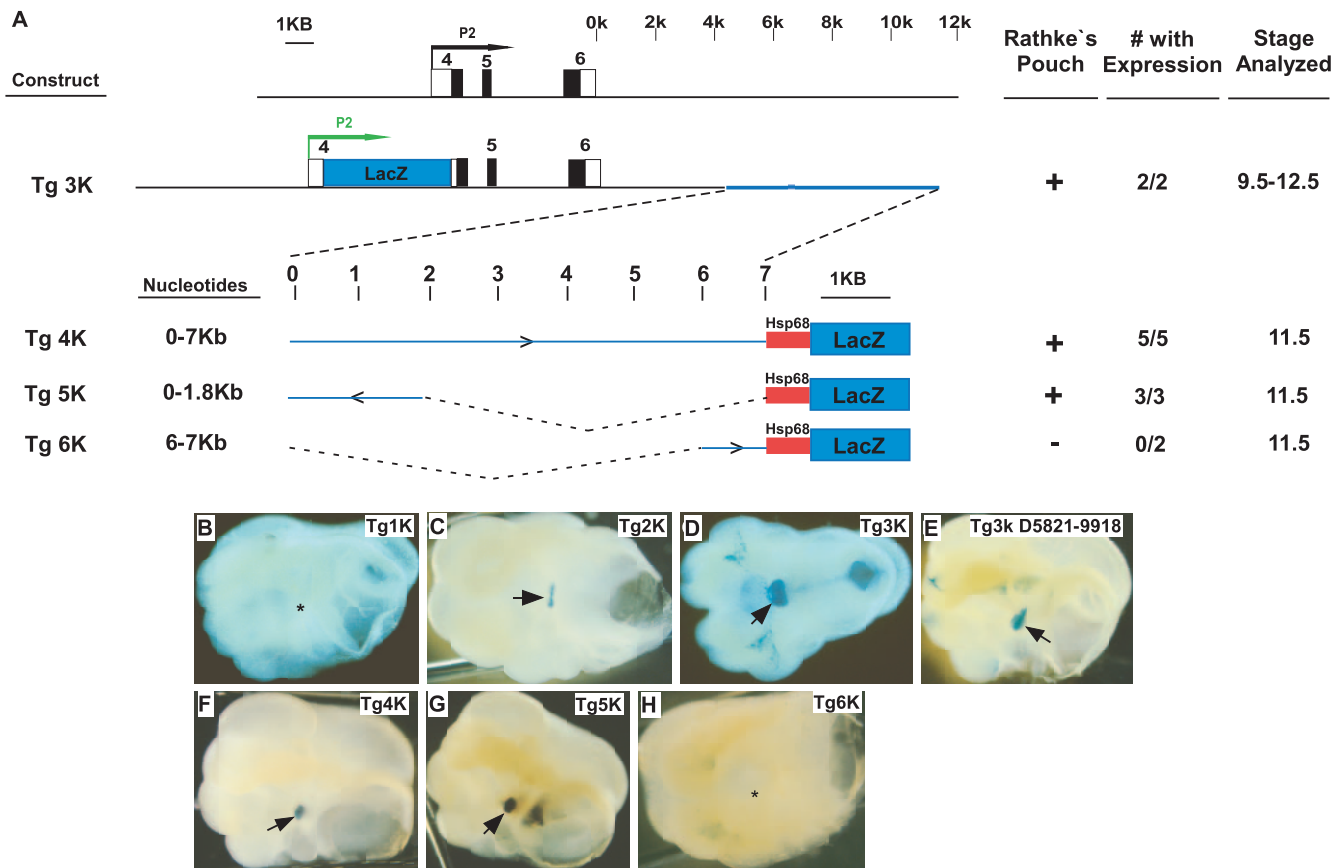 A
1KB
0k 2k 4k 6k 8k 10k 12k
P2
4 5 6
Construct
Rathke`s Pouch
# with Expression
Stage Analyzed
P2
4 5 6
LacZ
Tg 3K
+ 2/2 9.5-12.5
Nucleotides
0 1 2 3 4 5 6 7
1KB
Tg 4K 0-7Kb Hsp68 LacZ + 5/5 11.5
Tg 5K 0-1.8Kb Hsp68 LacZ + 3/3 11.5
Tg 6K 6-7Kb Hsp68 LacZ - 0/2 11.5
B Tg1K
*
C Tg2K
D Tg3K
E Tg3k D5821-9918
F Tg4K
G Tg5K
H Tg6K
*